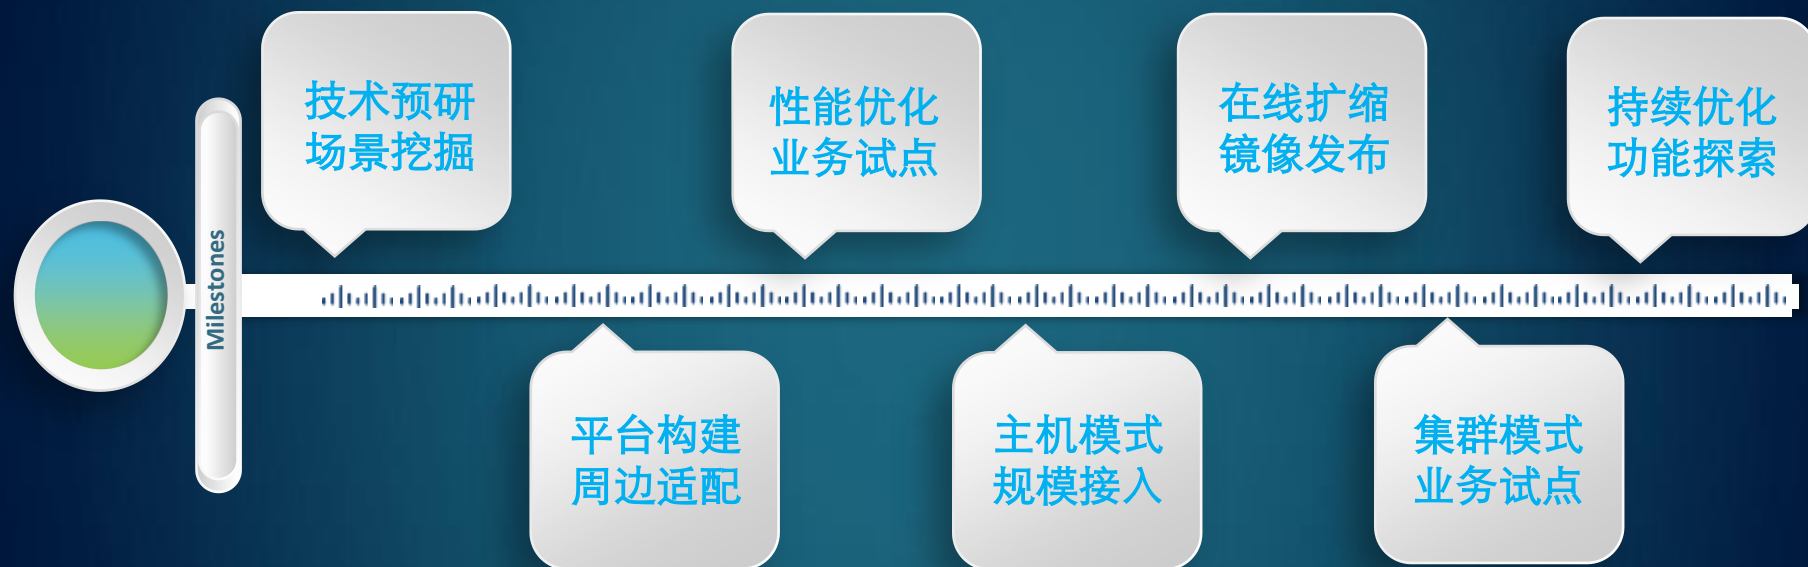 Milestones
技术预研
场景挖掘
平台构建
周边适配
性能优化
业务试点
主机模式
规模接入
在线扩缩
镜像发布
集群模式
业务试点
持续优化
功能探索